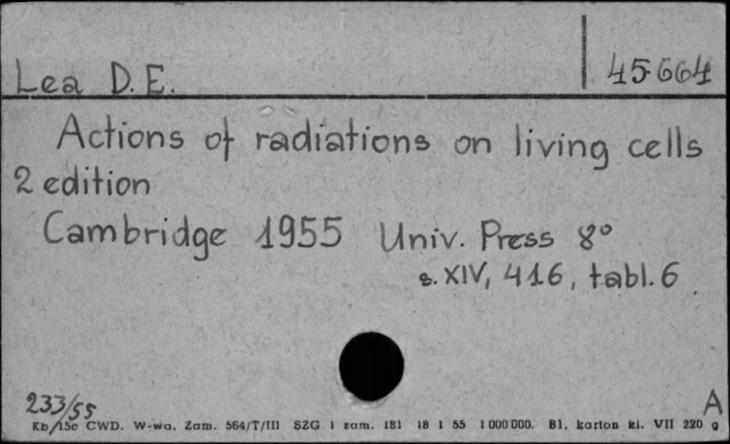 Lea D.E.
45664
Actions of radiations on living cells
2 edition
Cambridge 1955 Univ. Press 8°
s. XIV, 416, tabl. 6
233/55
A
Kb/15c CWD. W-wa. Zam. 564/T/III SZG 1 zam. 181 18 1 55 1 000 000. B1, karton kl. VII 220 g